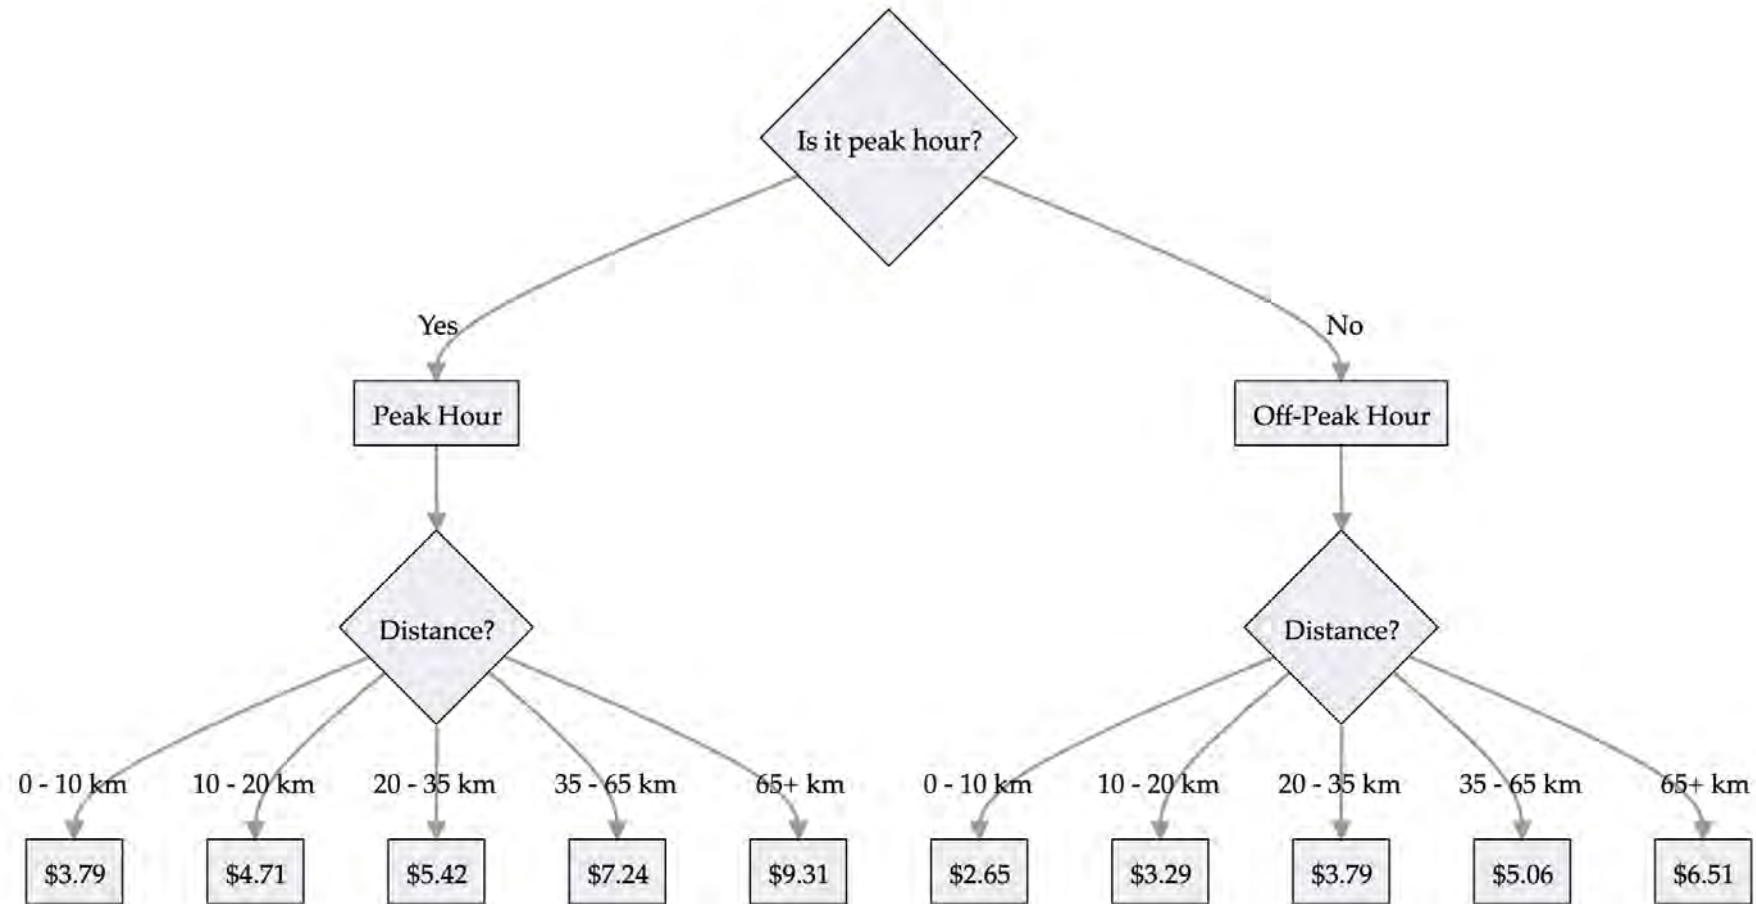 Is it peak hour?
Yes
No
Peak Hour
Off-Peak Hour
Distance?
Distance?
0 - 10 km
10 - 20 km
20 - 35 km
35 - 65 km
65+ km
0 - 10 km
10 - 20 km
20 - 35 km
35 - 65 km
65+ km
$3.79
$4.71
$5.42
$7.24
$9.31
$2.65
$3.29
$3.79
$5.06
$6.51